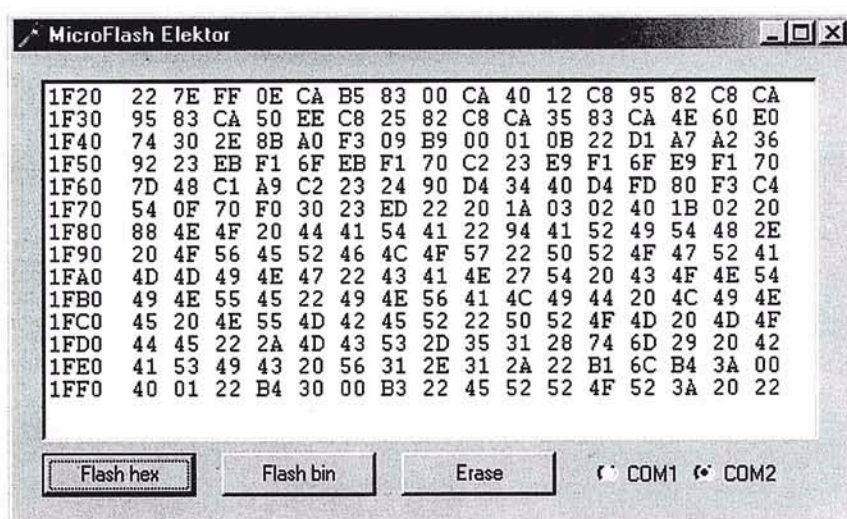 MicroFlash Elektor
1F20 22 7E FF 0E CA B5 83 00 CA 40 12 C8 95 82 C8 CA
1F30 95 83 CA 50 EE C8 25 82 C8 CA 35 83 CA 4E 60 E0
1F40 74 30 2E 8B A0 F3 09 B9 00 01 0B 22 D1 A7 A2 36
1F50 92 23 EB F1 6F EB F1 70 C2 23 E9 F1 6F E9 F1 70
1F60 7D 48 C1 A9 C2 23 24 90 D4 34 40 D4 FD 80 F3 C4
1F70 54 0F 70 F0 30 23 ED 22 20 1A 03 02 40 1B 02 20
1F80 88 4E 4F 20 44 41 54 41 22 94 41 52 49 54 48 2E
1F90 20 4F 56 45 52 46 4C 4F 57 22 50 52 4F 47 52 41
1FA0 4D 4D 49 4E 47 22 43 41 4E 27 54 20 43 4F 4E 54
1FB0 49 4E 55 45 22 49 4E 56 41 4C 49 44 20 4C 49 4E
1FC0 45 20 4E 55 4D 42 45 52 22 50 52 4F 4D 20 4D 4F
1FD0 44 45 22 2A 4D 43 53 2D 35 31 28 74 6D 29 20 42
1FE0 41 53 49 43 20 56 31 2E 31 2A 22 B1 6C B4 3A 00
1FF0 40 01 22 B4 30 00 B3 22 45 52 52 4F 52 3A 20 22
Flash hex Flash bin Erase COM1 COM2